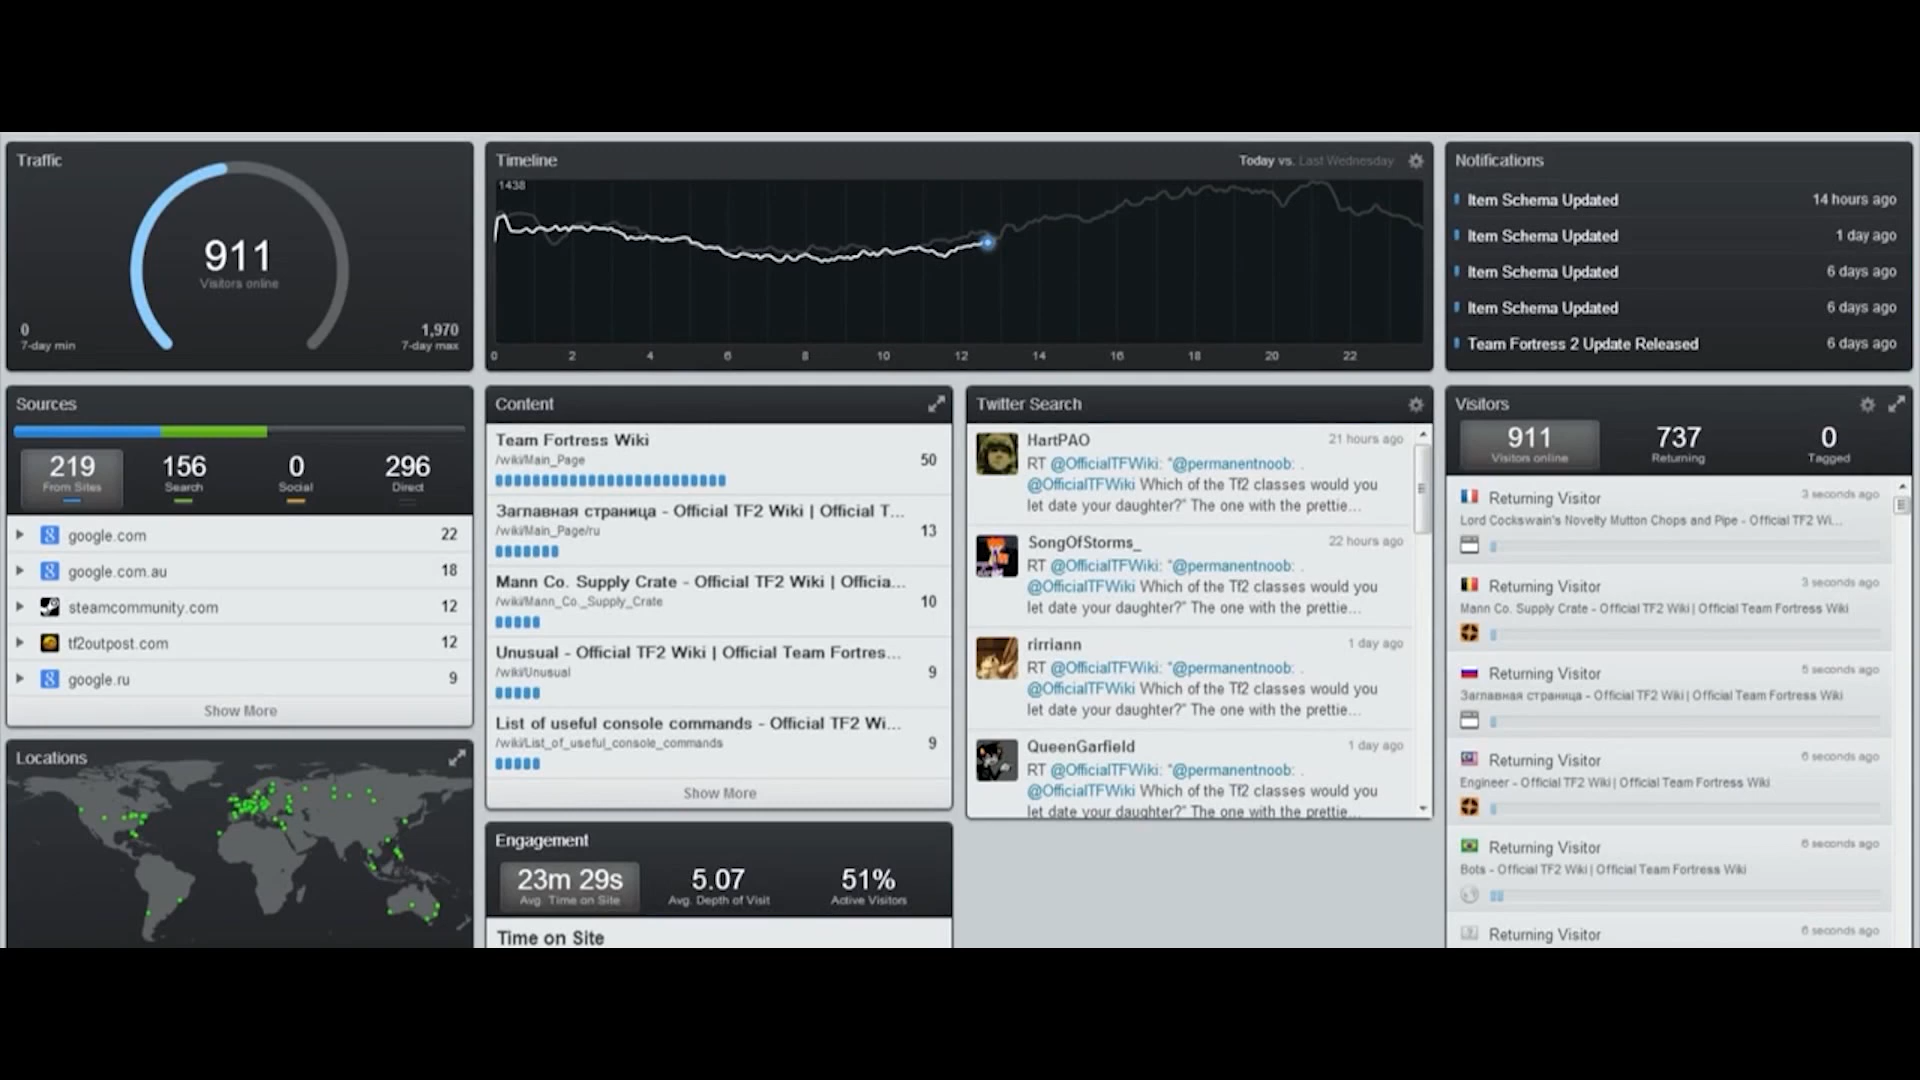 Traffic
911
Visitors online
0
7-day min
1,970
7-day max
Timeline
Today vs. Last Wednesday
1438
0 2 4 6 8 10 12 14 16 18 20 22
Notifications
Item Schema Updated 14 hours ago
Item Schema Updated 1 day ago
Item Schema Updated 6 days ago
Item Schema Updated 6 days ago
Team Fortress 2 Update Released 6 days ago
Sources
219 156 0 296
From Sites Search Social Direct
google.com 22
google.com.au 18
steamcommunity.com 12
tf2outpost.com 12
google.ru 9
Show More
Locations
Content
Team Fortress Wiki
/wiki/Main_Page 50
Заглавная страница - Official TF2 Wiki | Official T...
/wiki/Main_Page/ru 13
Mann Co. Supply Crate - Official TF2 Wiki | Officia...
/wiki/Mann_Co._Supply_Crate 10
Unusual - Official TF2 Wiki | Official Team Fortres...
/wiki/Unusual 9
List of useful console commands - Official TF2 Wi...
/wiki/List_of_useful_console_commands 9
Show More
Engagement
23m 29s 5.07 51%
Avg. Time on Site Avg. Depth of Visit Active Visitors
Time on Site
Twitter Search
HartPAO 21 hours ago
RT @OfficialTFWiki: "@permanentnoob: .
@OfficialTFWiki Which of the Tf2 classes would you
let date your daughter?" The one with the prettie...
SongOfStorms_ 22 hours ago
RT @OfficialTFWiki: "@permanentnoob: .
@OfficialTFWiki Which of the Tf2 classes would you
let date your daughter?" The one with the prettie...
rirriann 1 day ago
RT @OfficialTFWiki: "@permanentnoob: .
@OfficialTFWiki Which of the Tf2 classes would you
let date your daughter?" The one with the prettie...
QueenGarfield 1 day ago
RT @OfficialTFWiki: "@permanentnoob: .
@OfficialTFWiki Which of the Tf2 classes would you
let date your daughter?" The one with the prettie...
Visitors
911 737 0
Visitors online Returning Tagged
Returning Visitor 3 seconds ago
Lord Cockswain's Novelty Mutton Chops and Pipe - Official TF2 Wi...
Returning Visitor 3 seconds ago
Mann Co. Supply Crate - Official TF2 Wiki | Official Team Fortress Wiki
Returning Visitor 5 seconds ago
Заглавная страница - Official TF2 Wiki | Official Team Fortress Wiki
Returning Visitor 6 seconds ago
Engineer - Official TF2 Wiki | Official Team Fortress Wiki
Returning Visitor 6 seconds ago
Bots - Official TF2 Wiki | Official Team Fortress Wiki
Returning Visitor 6 seconds ago